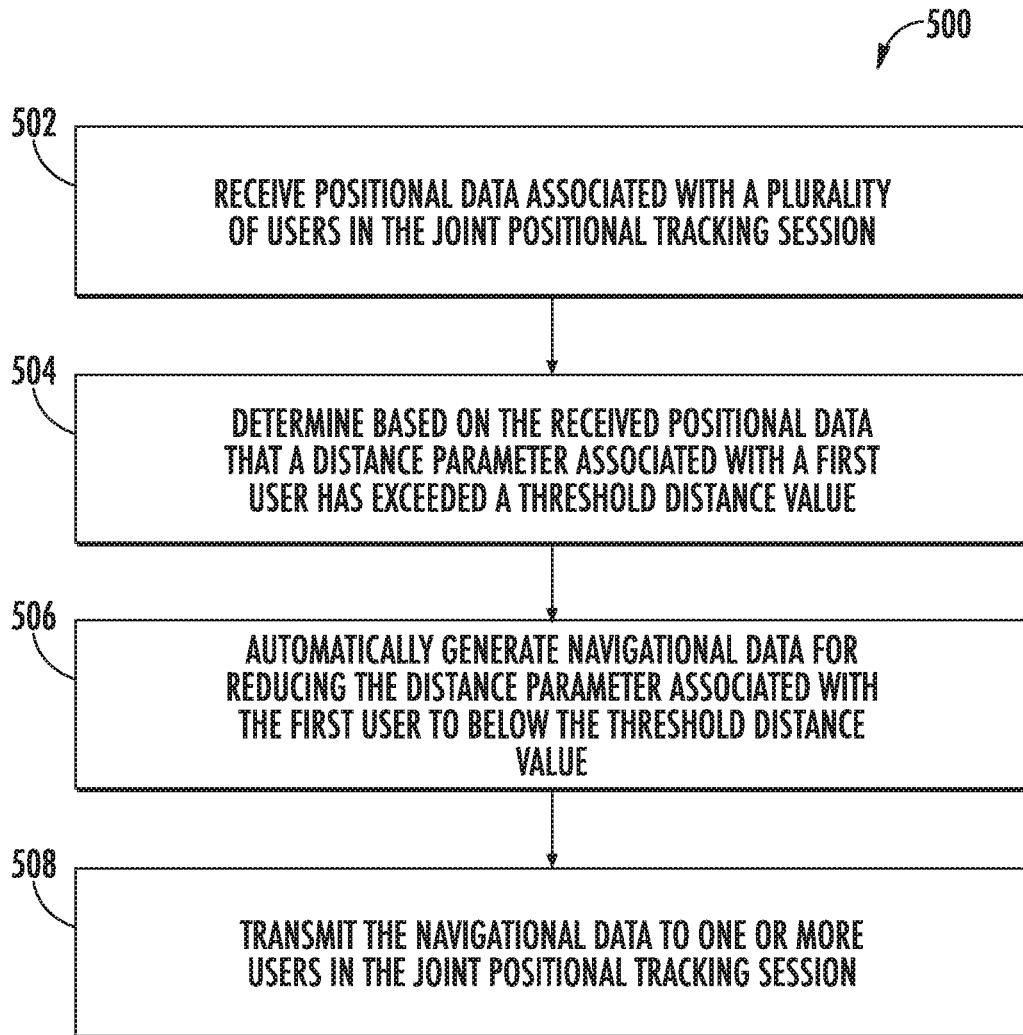 500
502
RECEIVE POSITIONAL DATA ASSOCIATED WITH A PLURALITY
OF USERS IN THE JOINT POSITIONAL TRACKING SESSION
504
DETERMINE BASED ON THE RECEIVED POSITIONAL DATA
THAT A DISTANCE PARAMETER ASSOCIATED WITH A FIRST
USER HAS EXCEEDED A THRESHOLD DISTANCE VALUE
506
AUTOMATICALLY GENERATE NAVIGATIONAL DATA FOR
REDUCING THE DISTANCE PARAMETER ASSOCIATED WITH
THE FIRST USER TO BELOW THE THRESHOLD DISTANCE
VALUE
508
TRANSMIT THE NAVIGATIONAL DATA TO ONE OR MORE
USERS IN THE JOINT POSITIONAL TRACKING SESSION